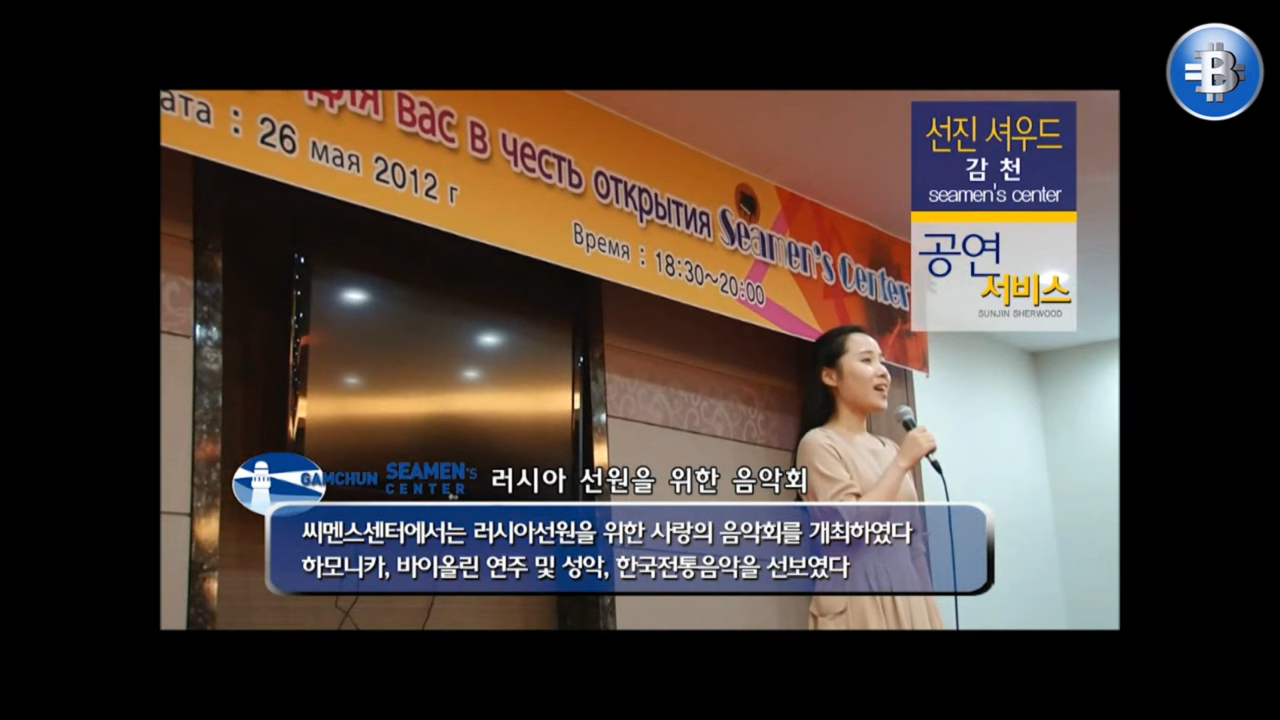 для вас в честь открытия Seamen's Center
ата : 26 мая 2012 г
Время : 18:30~20:00
선진 셔우드
감 천
seamen's center
공연
서비스
SUNJIN SHERWOOD
GAMCHUN SEAMEN's
CENTER
러시아 선원을 위한 음악회
씨멘스센터에서는 러시아선원을 위한 사랑의 음악회를 개최하였다
하모니카, 바이올린 연주 및 성악, 한국전통음악을 선보였다